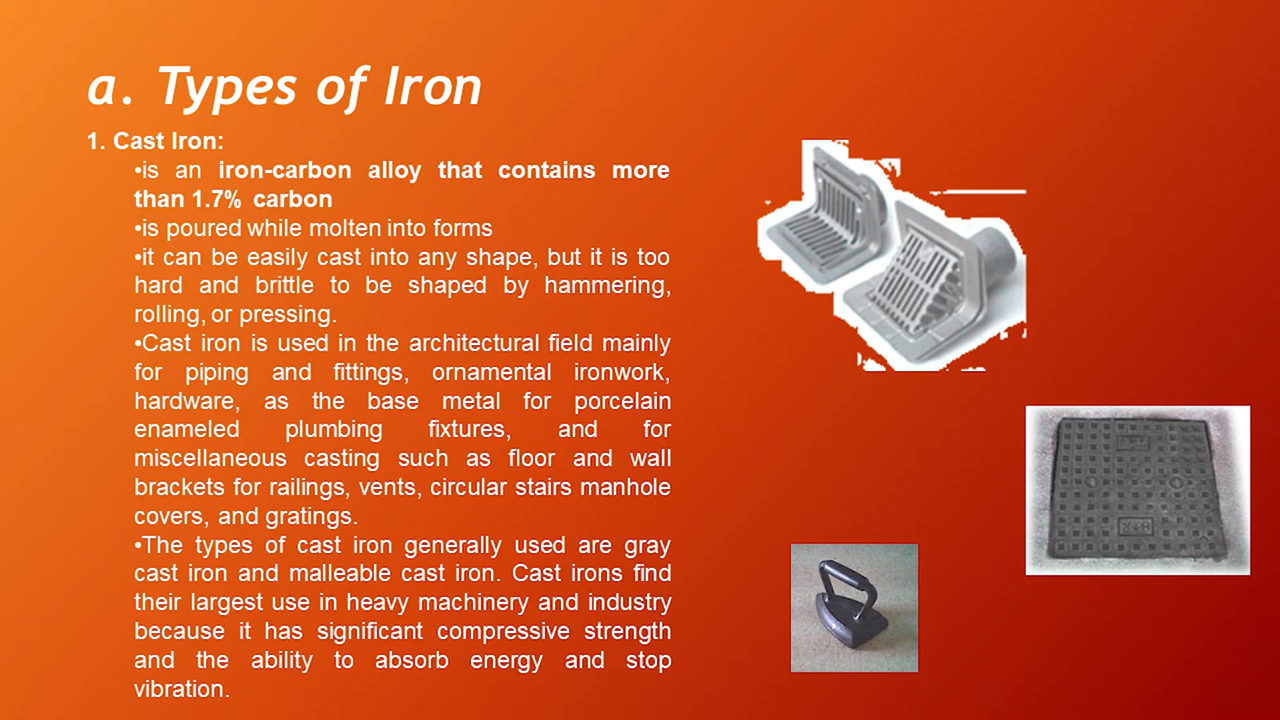 a. Types of Iron
1. Cast Iron:
•is an iron-carbon alloy that contains more
than 1.7% carbon
•is poured while molten into forms
•it can be easily cast into any shape, but it is too
hard and brittle to be shaped by hammering,
rolling, or pressing.
•Cast iron is used in the architectural field mainly
for piping and fittings, ornamental ironwork,
hardware, as the base metal for porcelain
enameled plumbing fixtures, and for
miscellaneous casting such as floor and wall
brackets for railings, vents, circular stairs manhole
covers, and gratings.
•The types of cast iron generally used are gray
cast iron and malleable cast iron. Cast irons find
their largest use in heavy machinery and industry
because it has significant compressive strength
and the ability to absorb energy and stop
vibration.